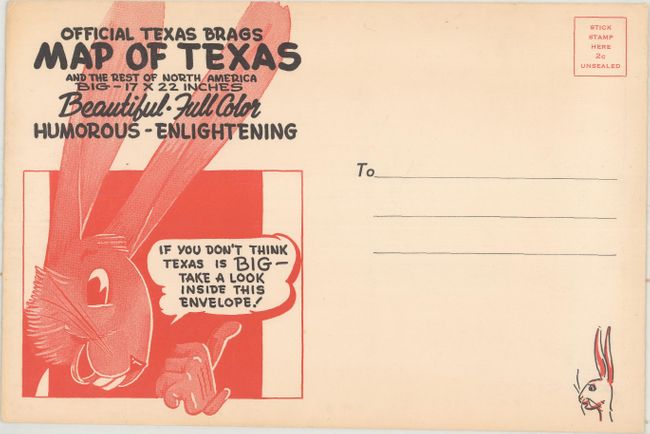 OFFICIAL TEXAS BRAGS
MAP OF TEXAS
AND THE REST OF NORTH AMERICA
BIG - 17 X 22 INCHES
Beautiful · Full Color
HUMOROUS - ENLIGHTENING
IF YOU DON'T THINK
TEXAS IS BIG—
TAKE A LOOK
INSIDE THIS
ENVELOPE!
STICK
STAMP
HERE
2c
UNSEALED
To